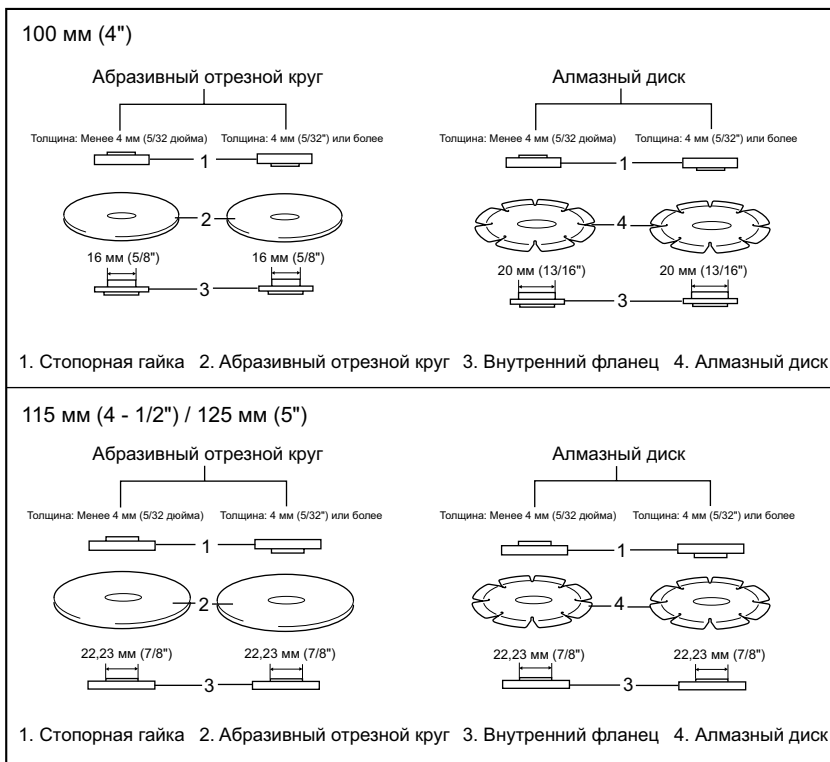 100 мм (4")
Абразивный отрезной круг Алмазный диск
Толщина: Менее 4 мм (5/32 дюйма) Толщина: 4 мм (5/32") или более Толщина: Менее 4 мм (5/32 дюйма) Толщина: 4 мм (5/32") или более
1 1
2 4
16 мм (5/8") 16 мм (5/8") 20 мм (13/16") 20 мм (13/16")
3 3
1. Стопорная гайка 2. Абразивный отрезной круг 3. Внутренний фланец 4. Алмазный диск
115 мм (4 - 1/2") / 125 мм (5")
Абразивный отрезной круг Алмазный диск
Толщина: Менее 4 мм (5/32 дюйма) Толщина: 4 мм (5/32") или более Толщина: Менее 4 мм (5/32 дюйма) Толщина: 4 мм (5/32") или более
1 1
2 4
22,23 мм (7/8") 22,23 мм (7/8") 22,23 мм (7/8") 22,23 мм (7/8")
3 3
1. Стопорная гайка 2. Абразивный отрезной круг 3. Внутренний фланец 4. Алмазный диск